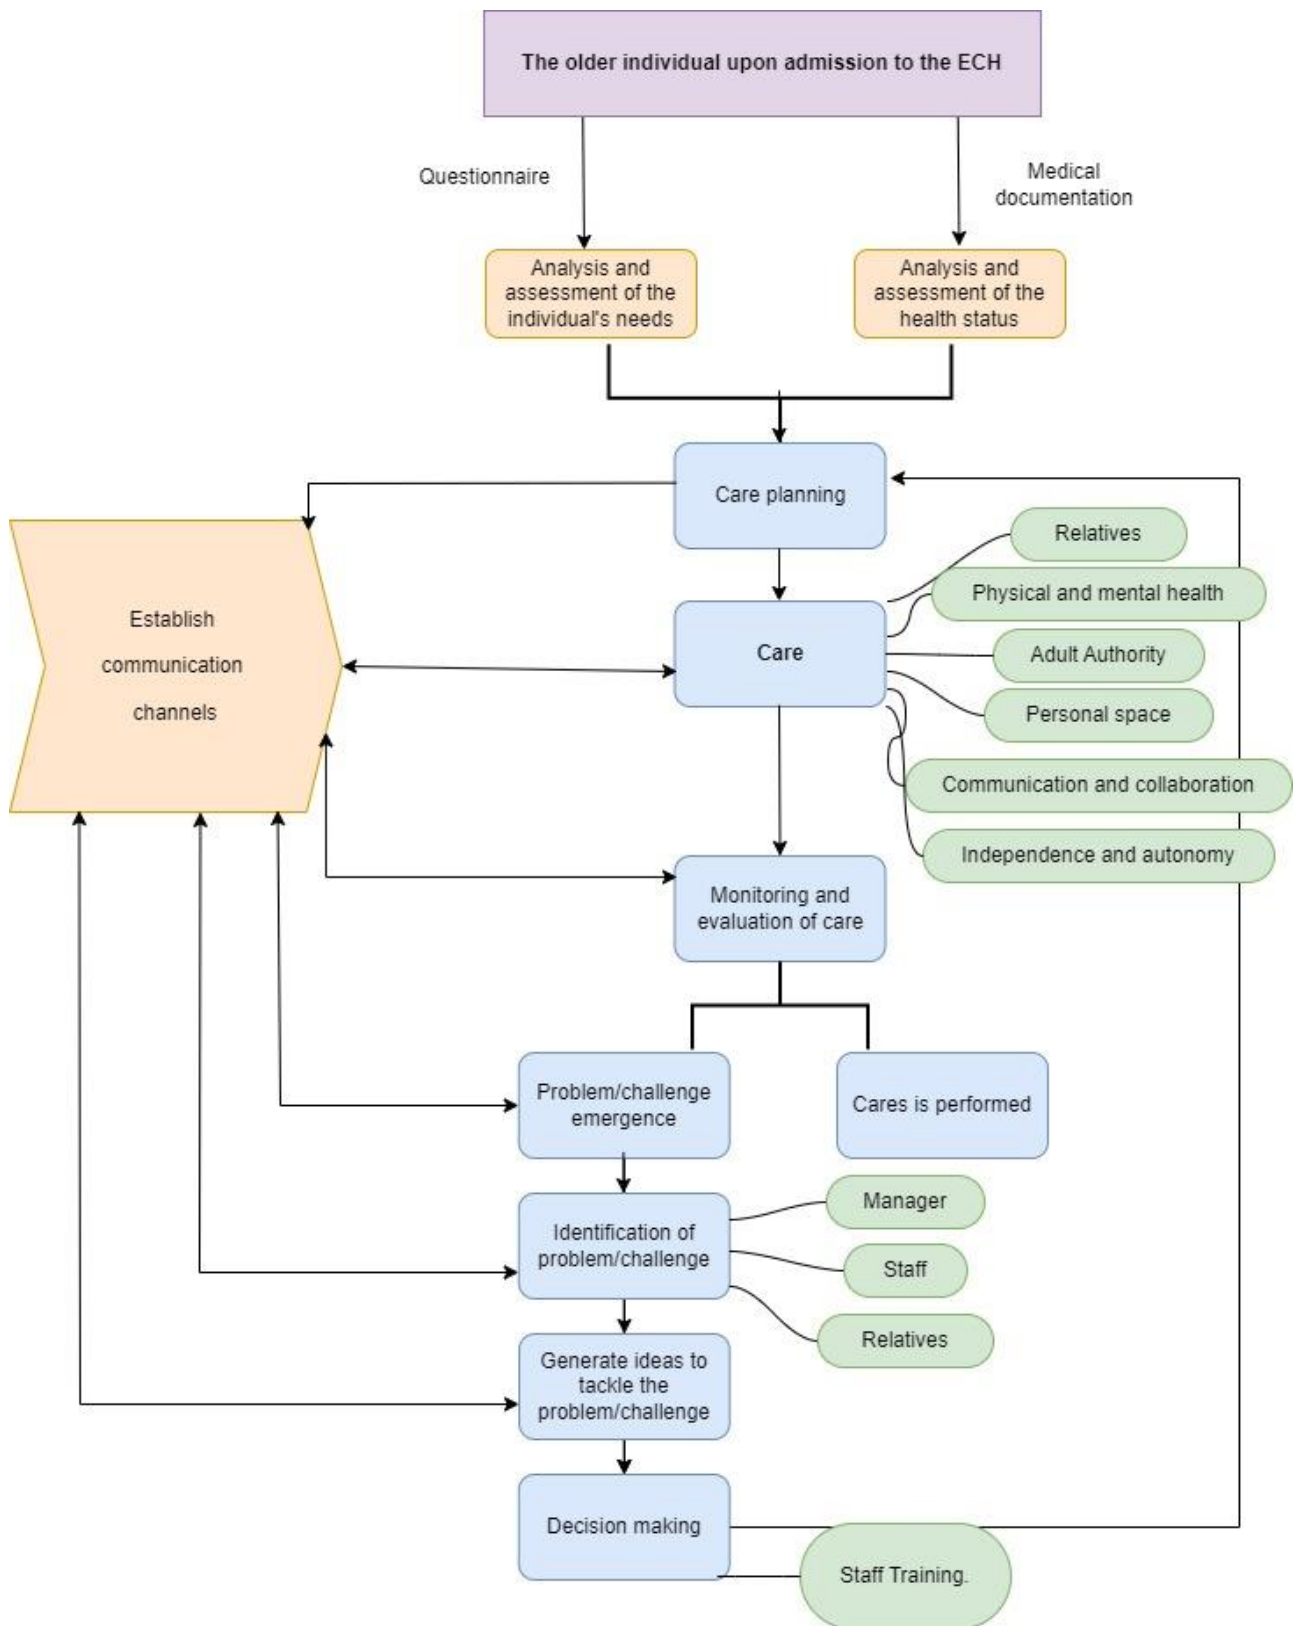 The older individual upon admission to the ECH
Questionnaire
Medical
documentation
Analysis and
assessment of the
individual's needs
Analysis and
assessment of the
health status
Care planning
Relatives
Physical and mental health
Establish
communication
channels
Care
Adult Authority
Personal space
Communication and collaboration
Independence and autonomy
Monitoring and
evaluation of care
Problem/challenge
emergence
Cares is performed
Identification of
problem/challenge
Manager
Staff
Relatives
Generate ideas to
tackle the
problem/challenge
Decision making
Staff Training.